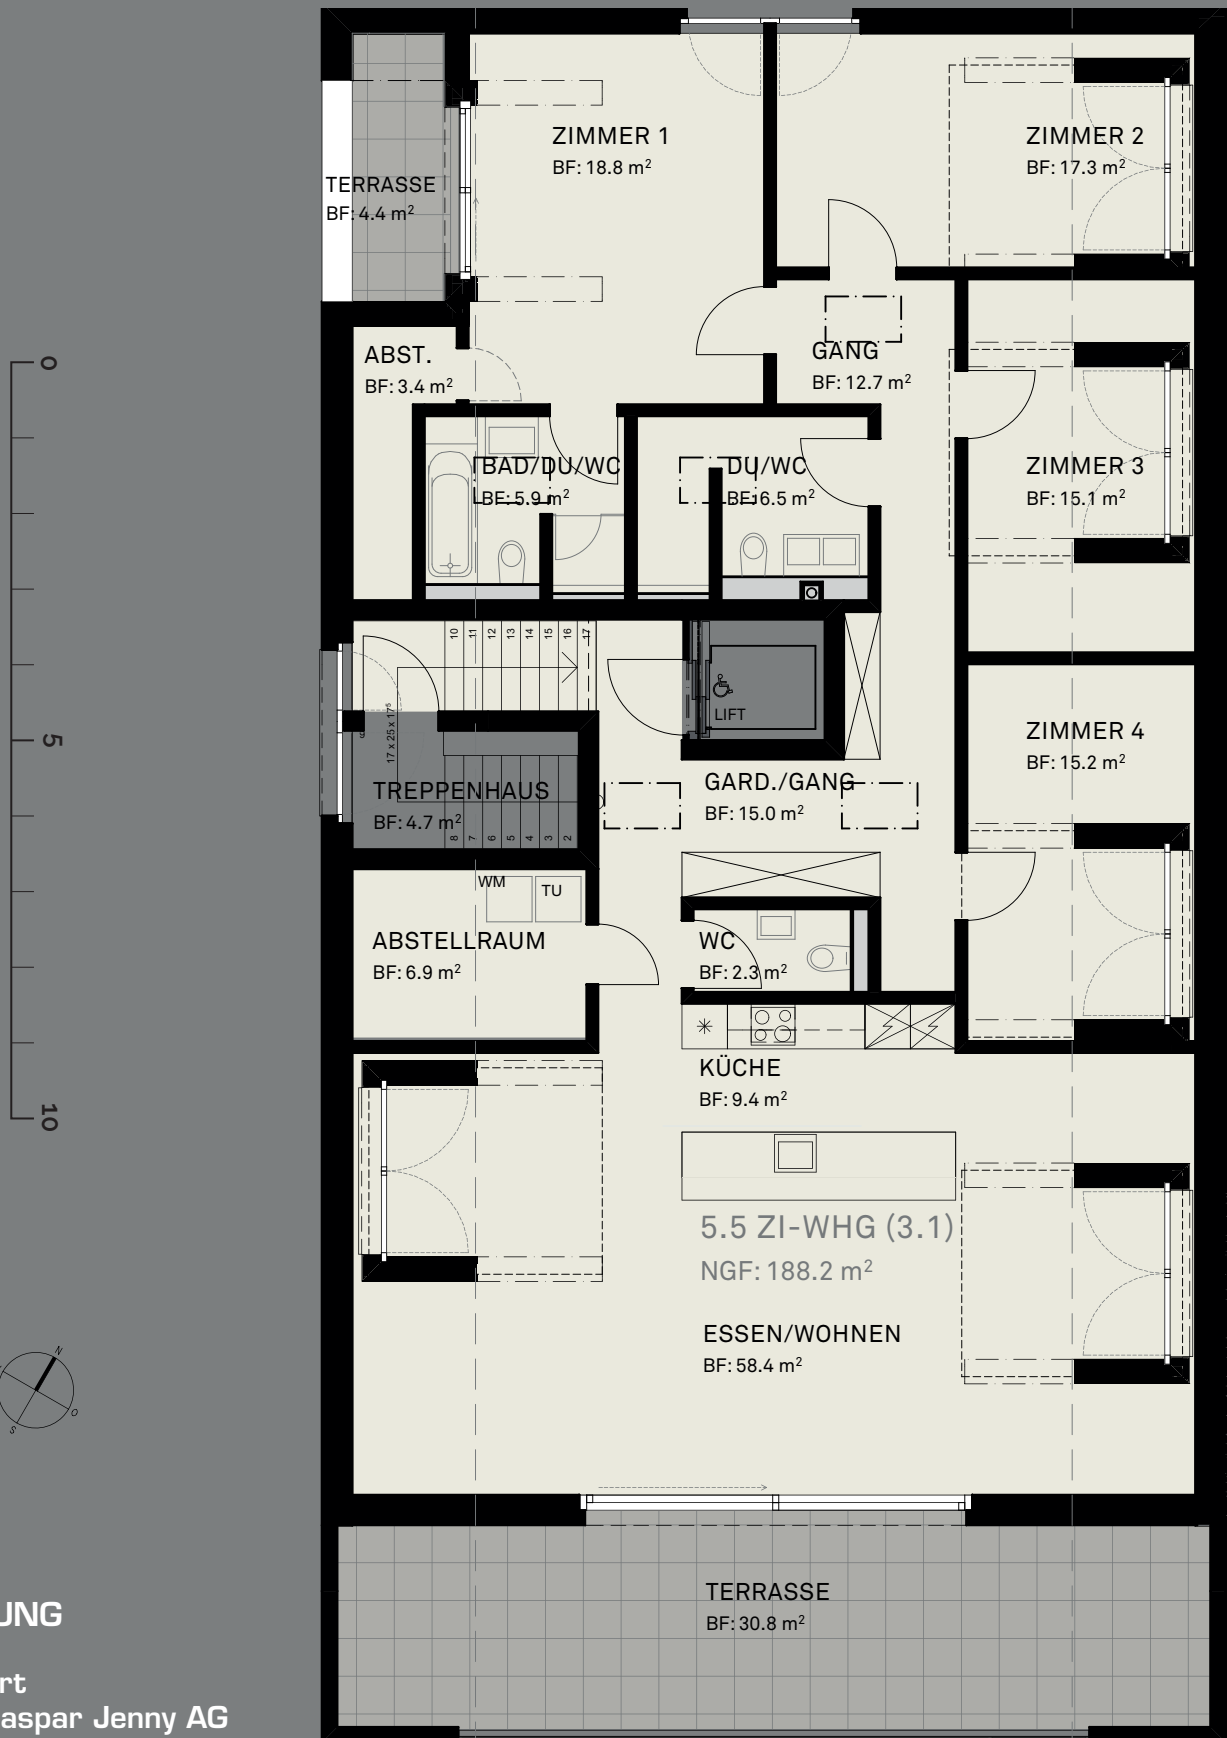 ZIMMER 1
BF: 18.8 m²
ZIMMER 2
BF: 17.3 m²
TERRASSE
BF: 4.4 m²
ABST.
BF: 3.4 m²
GANG
BF: 12.7 m²
BAD/DU/WC
BF: 5.9 m²
DU/WC
BF: 6.5 m²
ZIMMER 3
BF: 15.1 m²
0
5
10
10 11 12 13 14 15 16 17
LIFT
17 x 25 x 17⁵
TREPPENHAUS
BF: 4.7 m²
8 7 6 5 4 3 2
GARD./GANG
BF: 15.0 m²
ZIMMER 4
BF: 15.2 m²
WM
TU
ABSTELLRAUM
BF: 6.9 m²
WC
BF: 2.3 m²
KÜCHE
BF: 9.4 m²
5.5 ZI-WHG (3.1)
NGF: 188.2 m²
ESSEN/WOHNEN
BF: 58.4 m²
N
O
S
TERRASSE
BF: 30.8 m²
UNG
rt
aspar Jenny AG